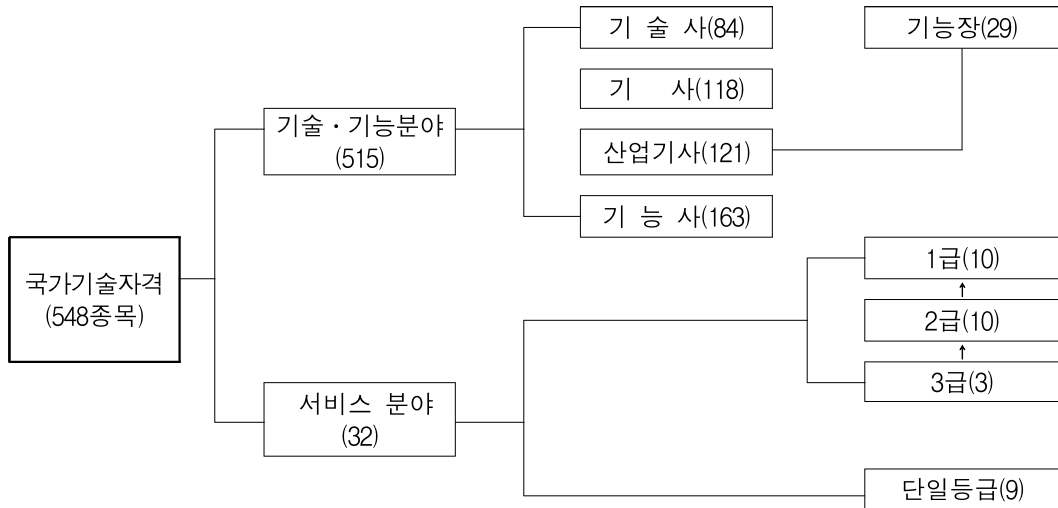 국가기술자격
(548종목)
기술·기능분야
(515)
기 술 사(84)
기능장(29)
기 사(118)
산업기사(121)
기 능 사(163)
서비스 분야
(32)
1급(10)
↑
2급(10)
↑
3급(3)
단일등급(9)